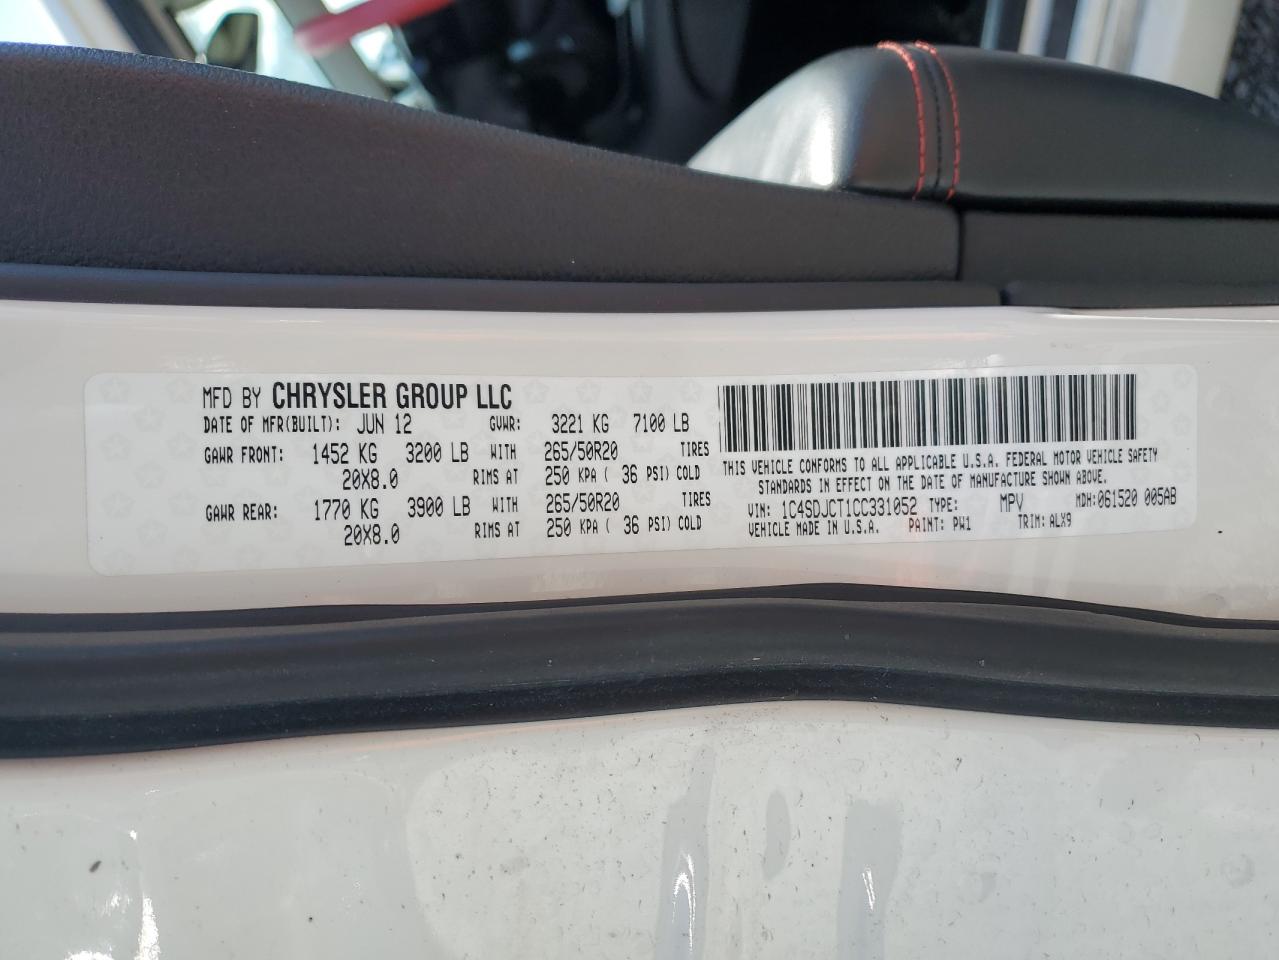 MFD BY CHRYSLER GROUP LLC
DATE OF MFR(BUILT): JUN 12 GVWR: 3221 KG 7100 LB
GAWR FRONT: 1452 KG 3200 LB WITH 265/50R20 TIRES
20X8.0 RIMS AT 250 KPA ( 36 PSI) COLD
GAWR REAR: 1770 KG 3900 LB WITH 265/50R20 TIRES
20X8.0 RIMS AT 250 KPA ( 36 PSI) COLD
THIS VEHICLE CONFORMS TO ALL APPLICABLE U.S.A. FEDERAL MOTOR VEHICLE SAFETY
STANDARDS IN EFFECT ON THE DATE OF MANUFACTURE SHOWN ABOVE.
VIN: 1C4SDJCT1CC331052 TYPE: MPV MDH:061520 005AB
VEHICLE MADE IN U.S.A. PAINT: PW1 TRIM: ALX9